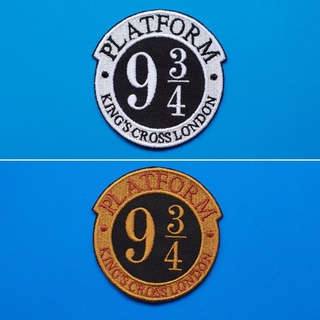 PLATFORM
9 3/4
KING'S CROSS LONDON
PLATFORM
9 3/4
KING'S CROSS LONDON